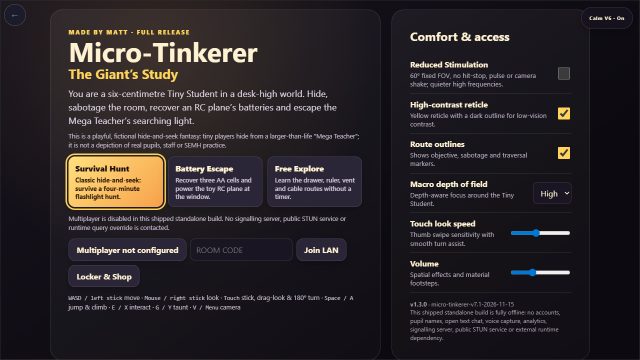 ←
Calm V6 - On
MADE BY MATT - FULL RELEASE
Micro-Tinkerer
The Giant's Study
You are a six-centimetre Tiny Student in a desk-high world. Hide,
sabotage the room, recover an RC plane's batteries and escape the
Mega Teacher's searching light.
This is a playful, fictional hide-and-seek fantasy: tiny players hide from a larger-than-life "Mega Teacher";
it is not a depiction of real pupils, staff or SEMH practice.
Survival Hunt
Classic hide-and-seek:
survive a four-minute
flashlight hunt.
Battery Escape
Recover three AA cells and
power the toy RC plane at
the window.
Free Explore
Learn the drawer, ruler, vent
and cable routes without a
timer.
Multiplayer is disabled in this shipped standalone build. No signalling server, public STUN service or
runtime query override is contacted.
Multiplayer not configured
ROOM CODE
Join LAN
Locker & Shop
WASD / left stick move · Mouse / right stick look · Touch stick, drag-look & 180° turn · Space / A
jump & climb · E / X interact · G / Y taunt · V / Menu camera
Comfort & access
Reduced Stimulation
60° fixed FOV, no hit-stop, pulse or camera
shake; quieter high frequencies.
High-contrast reticle
Yellow reticle with a dark outline for low-vision
contrast.
Route outlines
Shows objective, sabotage and traversal
markers.
Macro depth of field
Depth-aware focus around the Tiny
Student.
High
Touch look speed
Thumb swipe sensitivity with
smooth turn assist.
Volume
Spatial effects and material
footsteps.
v1.3.0 · micro-tinkerer-v7.1-2026-11-15
This shipped standalone build is fully offline: no accounts,
pupil names, open text chat, voice capture, analytics,
signalling server, public STUN service or external runtime
dependency.